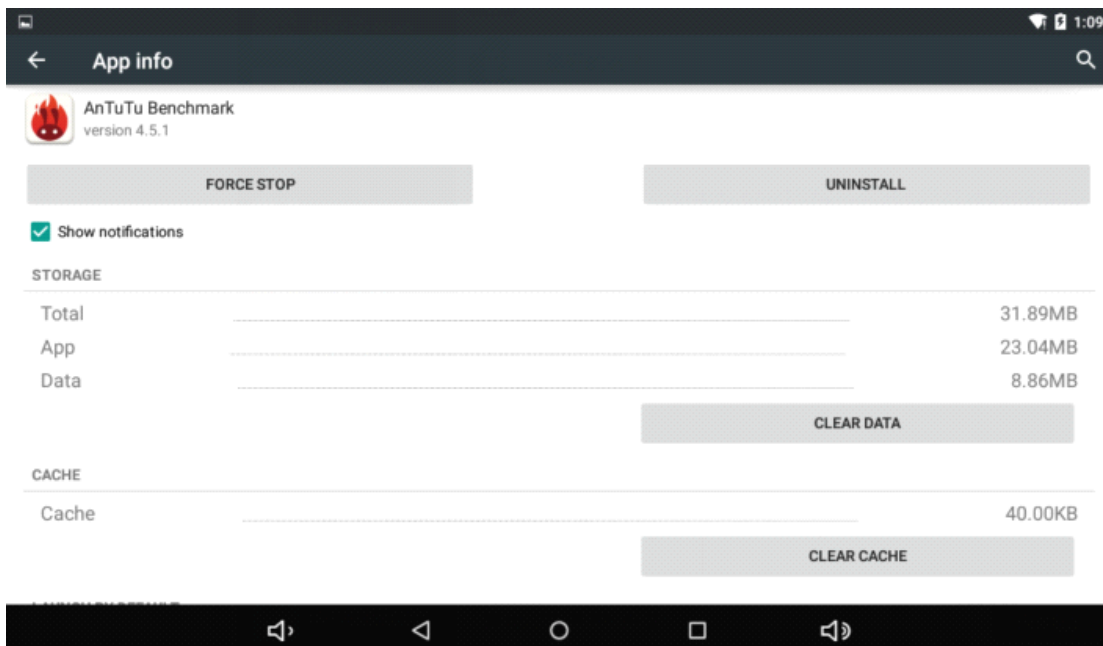 1:09
App info
AnTuTu Benchmark
version 4.5.1
FORCE STOP UNINSTALL
Show notifications
STORAGE
Total 31.89MB
App 23.04MB
Data 8.86MB
CLEAR DATA
CACHE
Cache 40.00KB
CLEAR CACHE